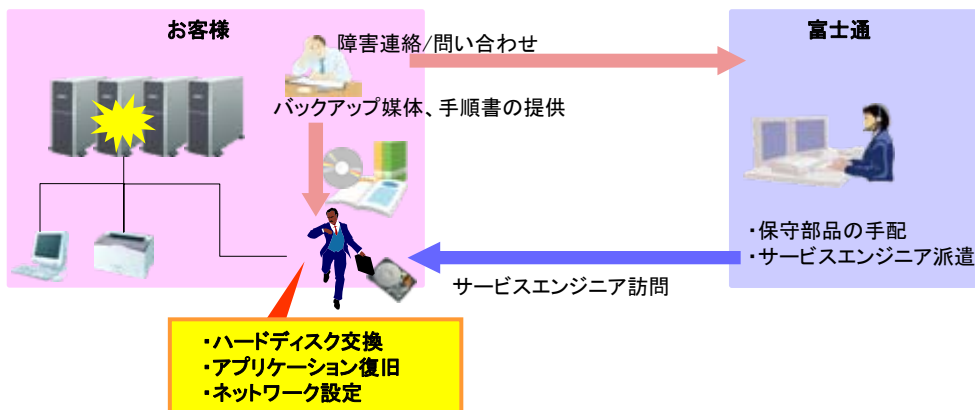 お客様
障害連絡/問い合わせ
富士通
バックアップ媒体、手順書の提供
・保守部品の手配
・サービスエンジニア派遣
サービスエンジニア訪問
・ハードディスク交換
・アプリケーション復旧
・ネットワーク設定